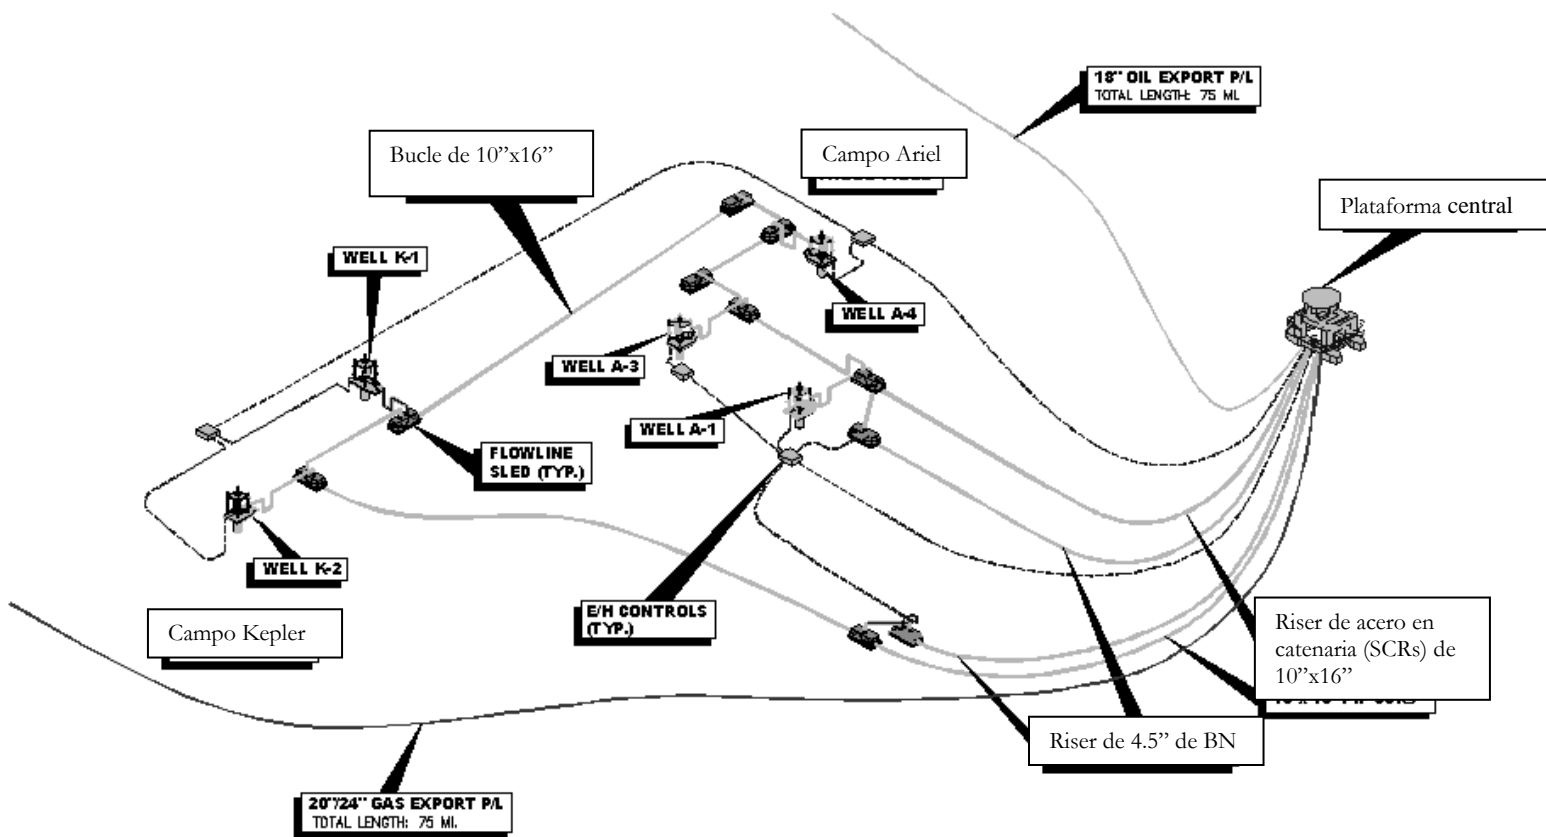 18" OIL EXPORT P/L
TOTAL LENGTH: 75 MI.
Bucle de 10”x16”
Campo Ariel
Plataforma central
WELL K-1
WELL A-4
WELL A-3
WELL A-1
FLOWLINE
SLED (TYP.)
WELL K-2
E/H CONTROLS
(TYP.)
Campo Kepler
Riser de acero en
catenaria (SCRs) de
10”x16”
Riser de 4.5” de BN
20"/24" GAS EXPORT P/L
TOTAL LENGTH: 75 MI.